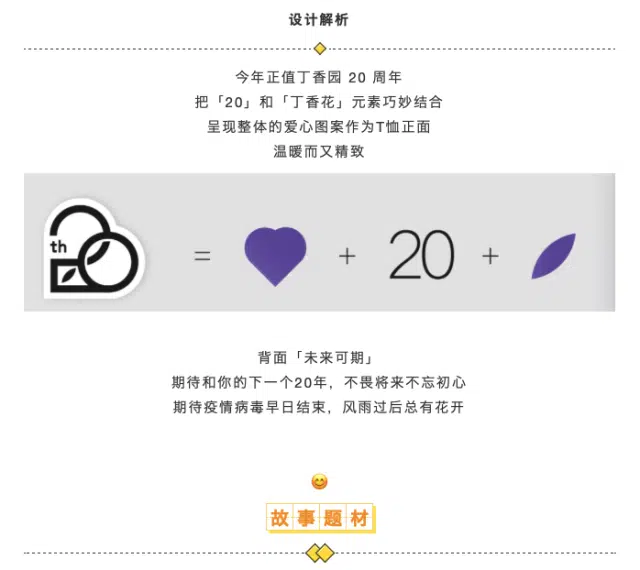 设计解析
今年正值丁香园 20 周年
把「20」和「丁香花」元素巧妙结合
呈现整体的爱心图案作为T恤正面
温暖而又精致
th
= + 20 +
背面「未来可期」
期待和你的下一个20年，不畏将来不忘初心
期待疫情病毒早日结束，风雨过后总有花开
故事题材